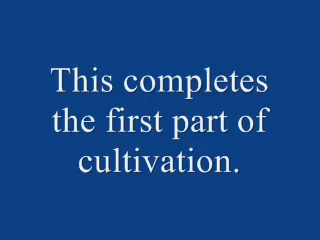 This completes
the first part of
cultivation.